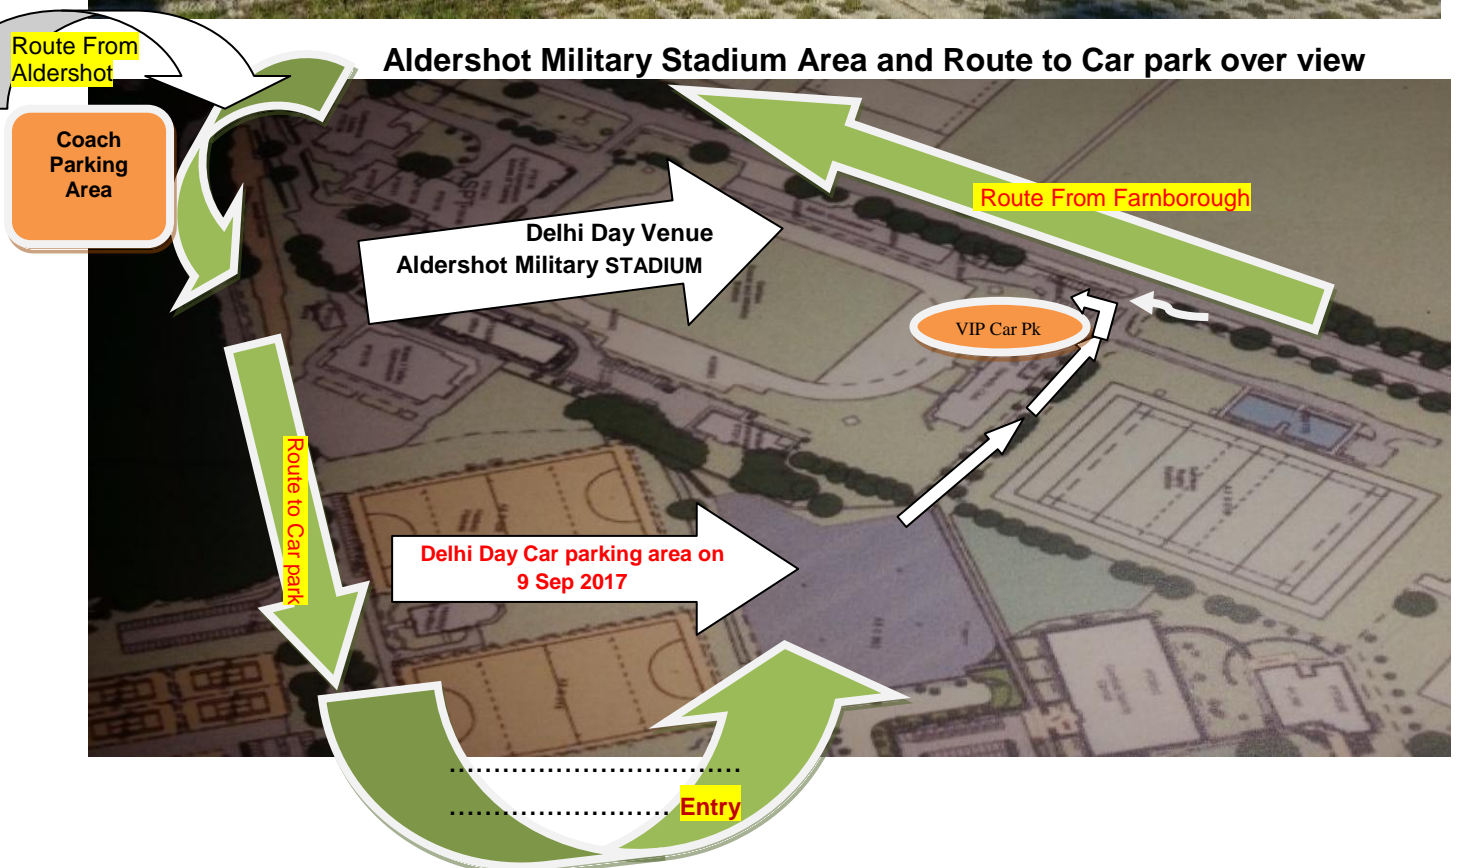 Route From
Aldershot
Aldershot Military Stadium Area and Route to Car park over view
Coach
Parking
Area
Route From Farnborough
Delhi Day Venue
Aldershot Military STADIUM
VIP Car Pk
Route to Car park
Delhi Day Car parking area on
9 Sep 2017
……………………………
……………………. Entry